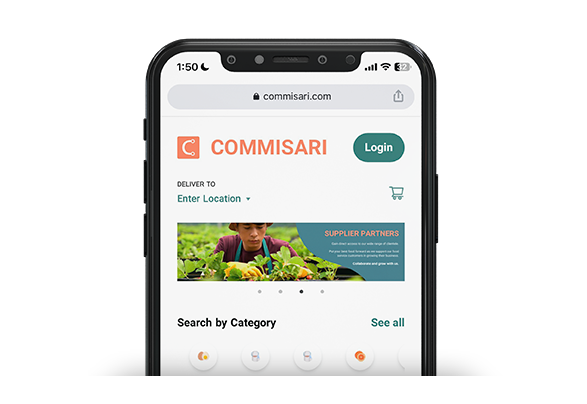 1:50
32
commisari.com
COMMISARI
Login
DELIVER TO
Enter Location
SUPPLIER PARTNERS
Collaborate and grow with us.
Search by Category
See all